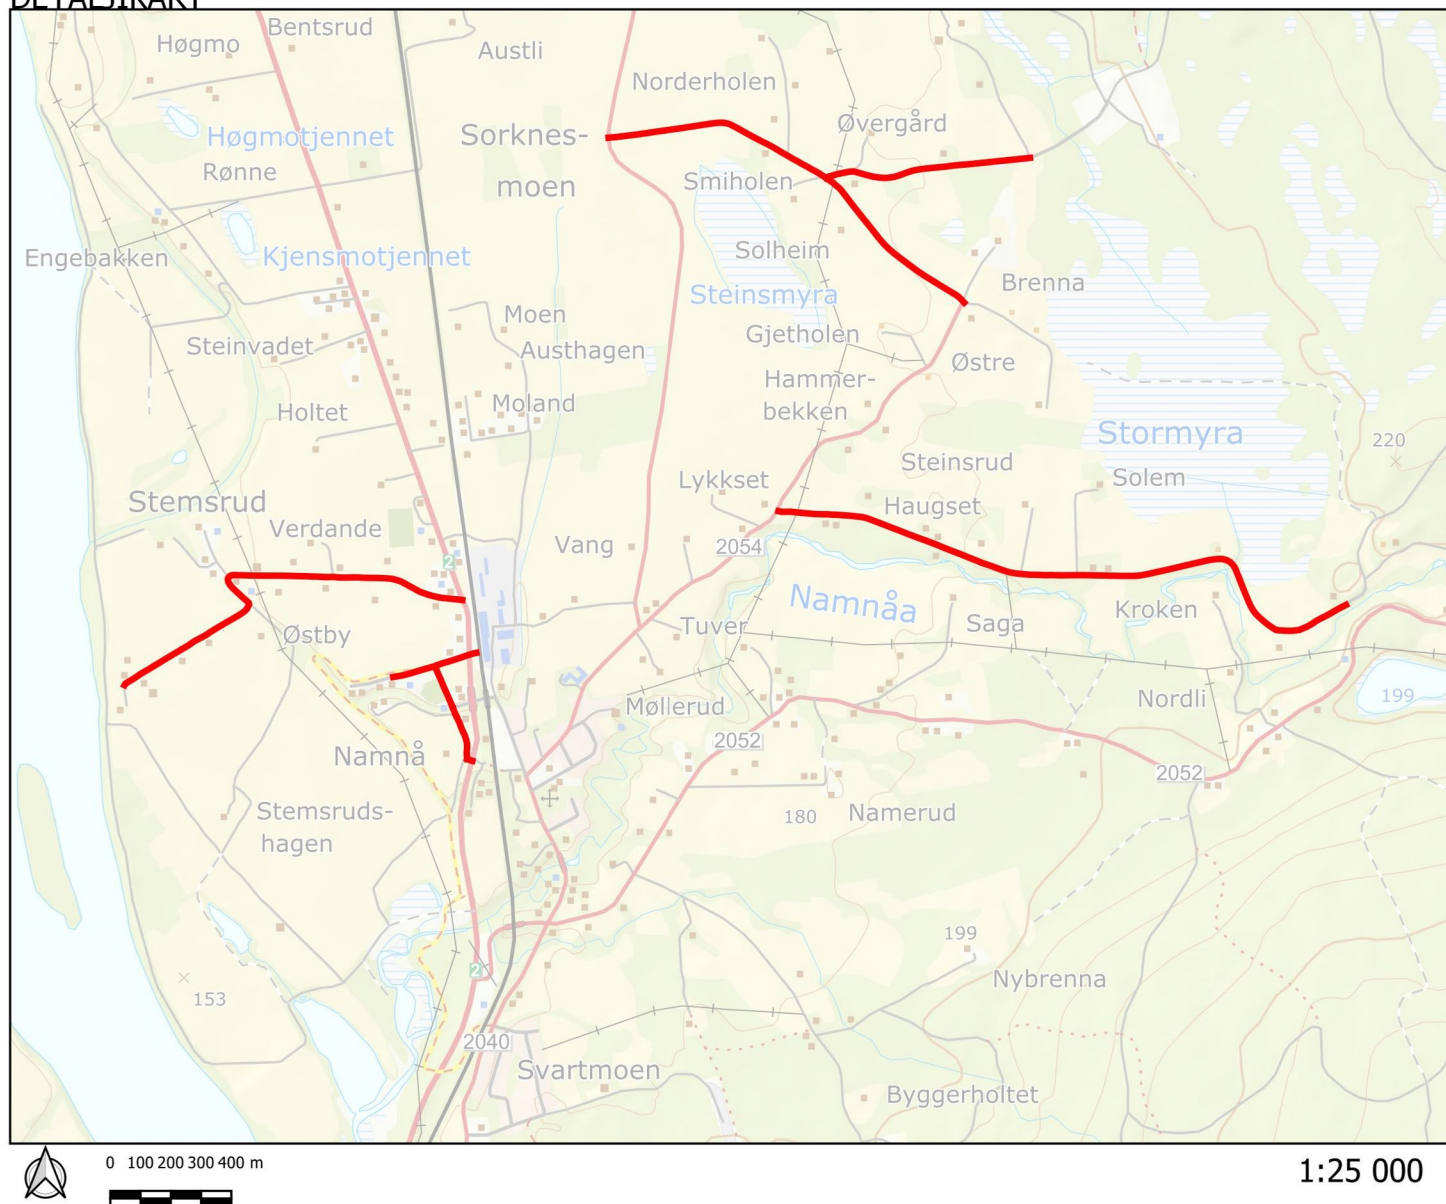 DETALJKART
Bentsrud
Høgmo
Austli
Norderholen
Høgmotjennet
Sorknes-
moen
Øvergård
Rønne
Smiholen
Engebakken
Kjensmotjennet
Solheim
Steinsmyra
Brenna
Moen
Steinvadet
Austhagen
Gjetholen
Østre
Hammer-
bekken
Holtet
Moland
Stormyra
220
Steinsrud
Lykkset
Solem
Stemsrud
Haugset
Verdande
Vang
2054
2
Namnåa
Kroken
Østby
Tuver
Saga
Møllerud
Nordli
199
2052
Namnå
2052
Stemsruds-
hagen
180
Namerud
199
2
Nybrenna
153
2040
Svartmoen
Byggerholtet
0 100 200 300 400 m
1:25 000